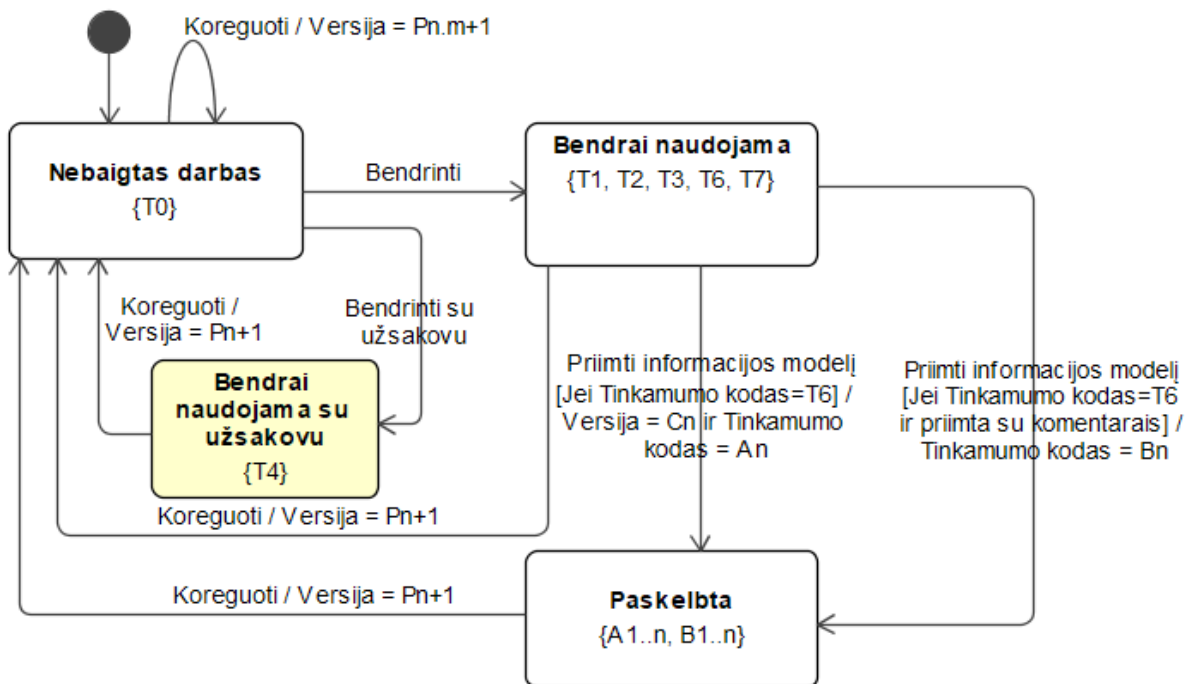 Koreguoti / Versija = Pn.m+1
Nebaigtas darbas
{T0}
Bendrinti
Bendrai naudojama
{T1, T2, T3, T6, T7}
Koreguoti /
Versija = Pn+1
Bendrinti su
užsakovu
Bendrai
naudojama su
užsakovu
{T4}
Priimti informacijos modelį
[Jei Tinkamumo kodas=T6] /
Versija = Cn ir Tinkamumo
kodas = An
Priimti informacijos modelį
[Jei Tinkamumo kodas=T6
ir priimta su komentarais] /
Tinkamumo kodas = Bn
Koreguoti / Versija = Pn+1
Koreguoti / Versija = Pn+1
Paskelbta
{A1..n, B1..n}